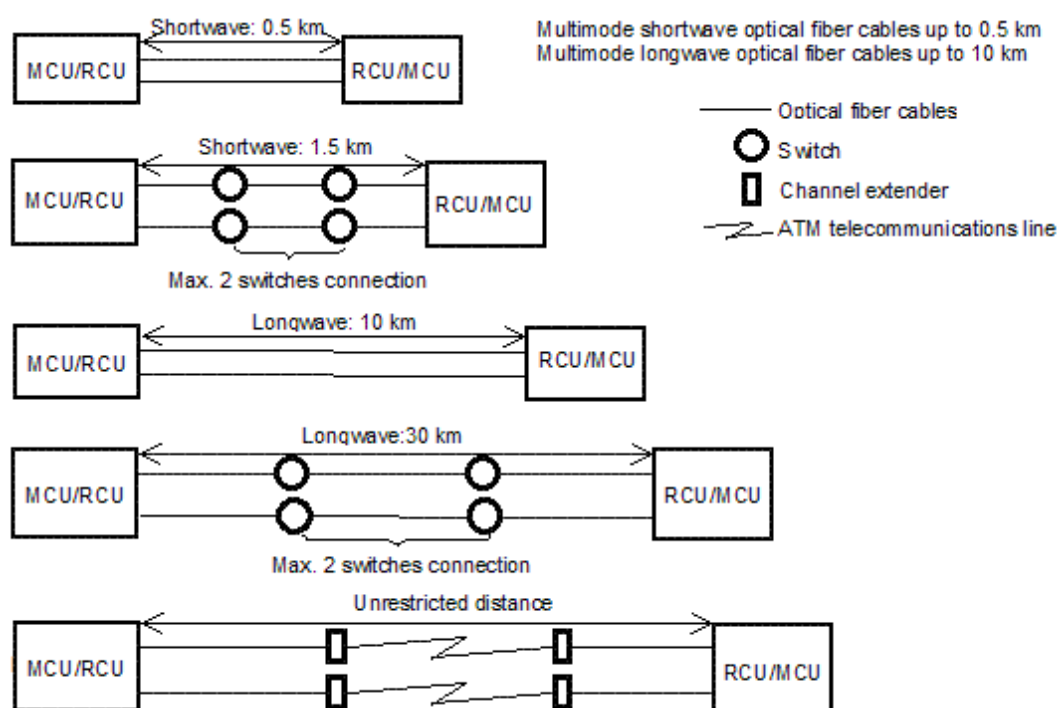 Shortwave: 0.5 km
MCU/RCU
RCU/MCU
Multimode shortwave optical fiber cables up to 0.5 km
Multimode longwave optical fiber cables up to 10 km
Optical fiber cables
Switch
Channel extender
ATM telecommunications line
Shortwave: 1.5 km
MCU/RCU
RCU/MCU
Max. 2 switches connection
Longwave: 10 km
MCU/RCU
RCU/MCU
Longwave:30 km
MCU/RCU
RCU/MCU
Max. 2 switches connection
Unrestricted distance
MCU/RCU
RCU/MCU